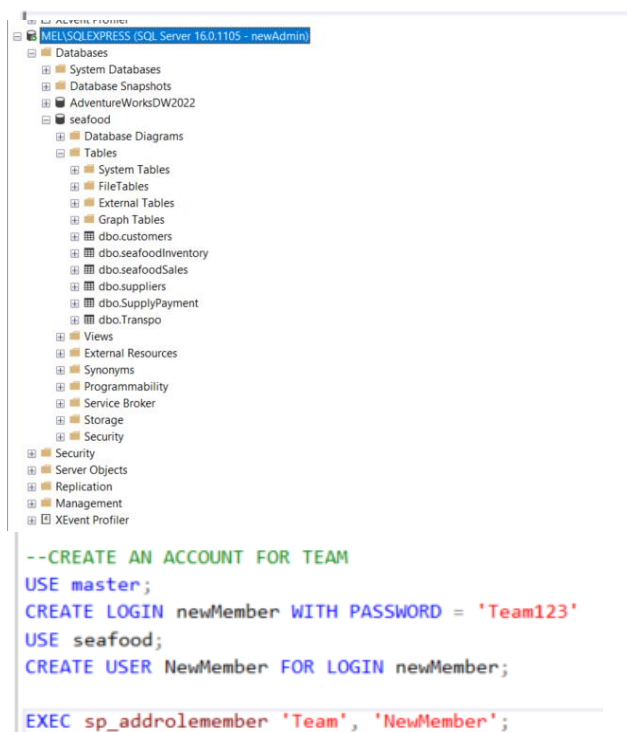 XEvent Profiler
MEL\SQLEXPRESS (SQL Server 16.0.1105 - newAdmin)
Databases
System Databases
Database Snapshots
AdventureWorksDW2022
seafood
Database Diagrams
Tables
System Tables
FileTables
External Tables
Graph Tables
dbo.customers
dbo.seafoodInventory
dbo.seafoodSales
dbo.suppliers
dbo.SupplyPayment
dbo.Transpo
Views
External Resources
Synonyms
Programmability
Service Broker
Storage
Security
Security
Server Objects
Replication
Management
XEvent Profiler
--CREATE AN ACCOUNT FOR TEAM
USE master;
CREATE LOGIN newMember WITH PASSWORD = 'Team123'
USE seafood;
CREATE USER NewMember FOR LOGIN newMember;
EXEC sp_addrolemember 'Team', 'NewMember';